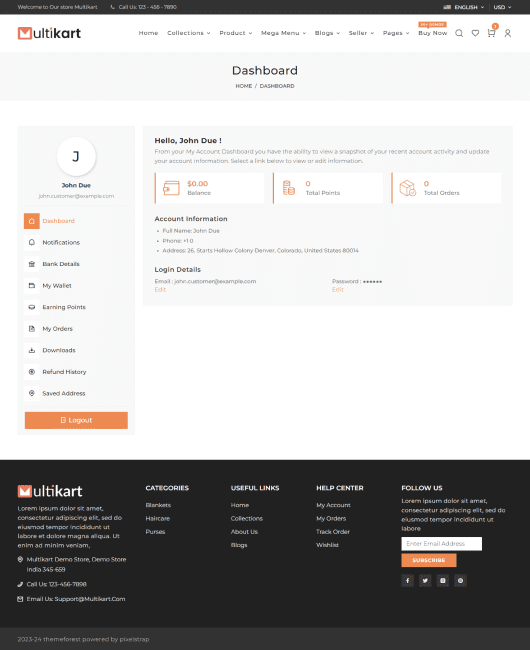 Welcome to Our store Multikart
Call Us: 123 - 456 - 7890
ENGLISH
USD
Multikart
Home
Collections
Product
Mega Menu
Blogs
Seller
Pages
Buy Now
Dashboard
HOME / DASHBOARD
J
John Due
john.customer@example.com
Dashboard
Notifications
Bank Details
My Wallet
Earning Points
My Orders
Downloads
Refund History
Saved Address
Logout
Hello, John Due !
From your My Account Dashboard you have the ability to view a snapshot of your recent account activity and update
your account information. Select a link below to view or edit information.
$0.00
Balance
0
Total Points
0
Total Orders
Account information
Full Name: John Due
Phone: +1 0
Address: 26, Starts Hollow Colony Denver, Colorado, United States 80014
Login Details
Email : john.customer@example.com
Edit
Password : ●●●●●●
Edit
Multikart
Lorem ipsum dolor sit amet,
consectetur adipiscing elit, sed do
eiusmod tempor incididunt ut
labore et dolore magna aliqua. Ut
enim ad minim veniam,
Multikart Demo Store, Demo Store
India 345-659
Call Us: 123-456-7898
Email Us: Support@Multikart.Com
CATEGORIES
Blankets
Haircare
Purses
USEFUL LINKS
Home
Collections
About Us
Blogs
HELP CENTER
My Account
My Orders
Track Order
Wishlist
FOLLOW US
Lorem ipsum dolor sit amet,
consectetur adipiscing elit, sed do
eiusmod tempor incididunt ut
labore
Enter Email Address
SUBSCRIBE
2023-24 themeforest powered by pixelstrap